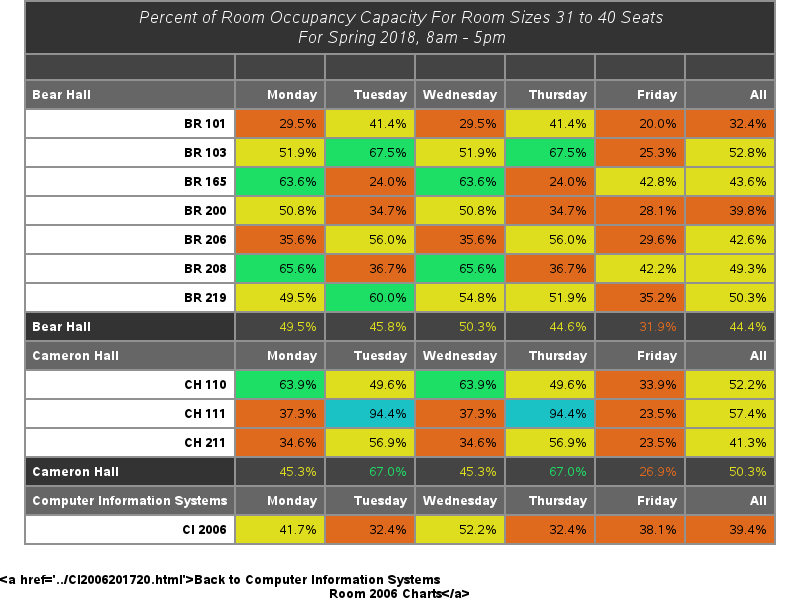 Percent of Room Occupancy Capacity For Room Sizes 31 to 40 Seats
For Spring 2018, 8am - 5pm
Bear Hall Monday Tuesday Wednesday Thursday Friday All
BR 101 29.5% 41.4% 29.5% 41.4% 20.0% 32.4%
BR 103 51.9% 67.5% 51.9% 67.5% 25.3% 52.8%
BR 165 63.6% 24.0% 63.6% 24.0% 42.8% 43.6%
BR 200 50.8% 34.7% 50.8% 34.7% 28.1% 39.8%
BR 206 35.6% 56.0% 35.6% 56.0% 29.6% 42.6%
BR 208 65.6% 36.7% 65.6% 36.7% 42.2% 49.3%
BR 219 49.5% 60.0% 54.8% 51.9% 35.2% 50.3%
Bear Hall 49.5% 45.8% 50.3% 44.6% 31.9% 44.4%
Cameron Hall Monday Tuesday Wednesday Thursday Friday All
CH 110 63.9% 49.6% 63.9% 49.6% 33.9% 52.2%
CH 111 37.3% 94.4% 37.3% 94.4% 23.5% 57.4%
CH 211 34.6% 56.9% 34.6% 56.9% 23.5% 41.3%
Cameron Hall 45.3% 67.0% 45.3% 67.0% 26.9% 50.3%
Computer Information Systems Monday Tuesday Wednesday Thursday Friday All
CI 2006 41.7% 32.4% 52.2% 32.4% 38.1% 39.4%
<a href='../CI2006201720.html'>Back to Computer Information Systems
Room 2006 Charts</a>